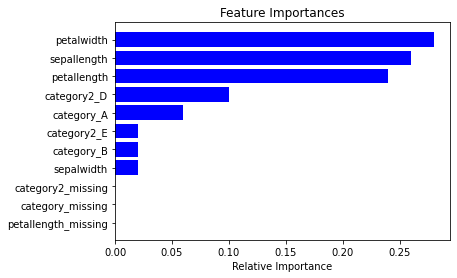 Feature Importances
petalwidth
sepallength
petallength
category2_D
category_A
category2_E
category_B
sepalwidth
category2_missing
category_missing
petallength_missing
0.00 0.05 0.10 0.15 0.20 0.25
Relative Importance